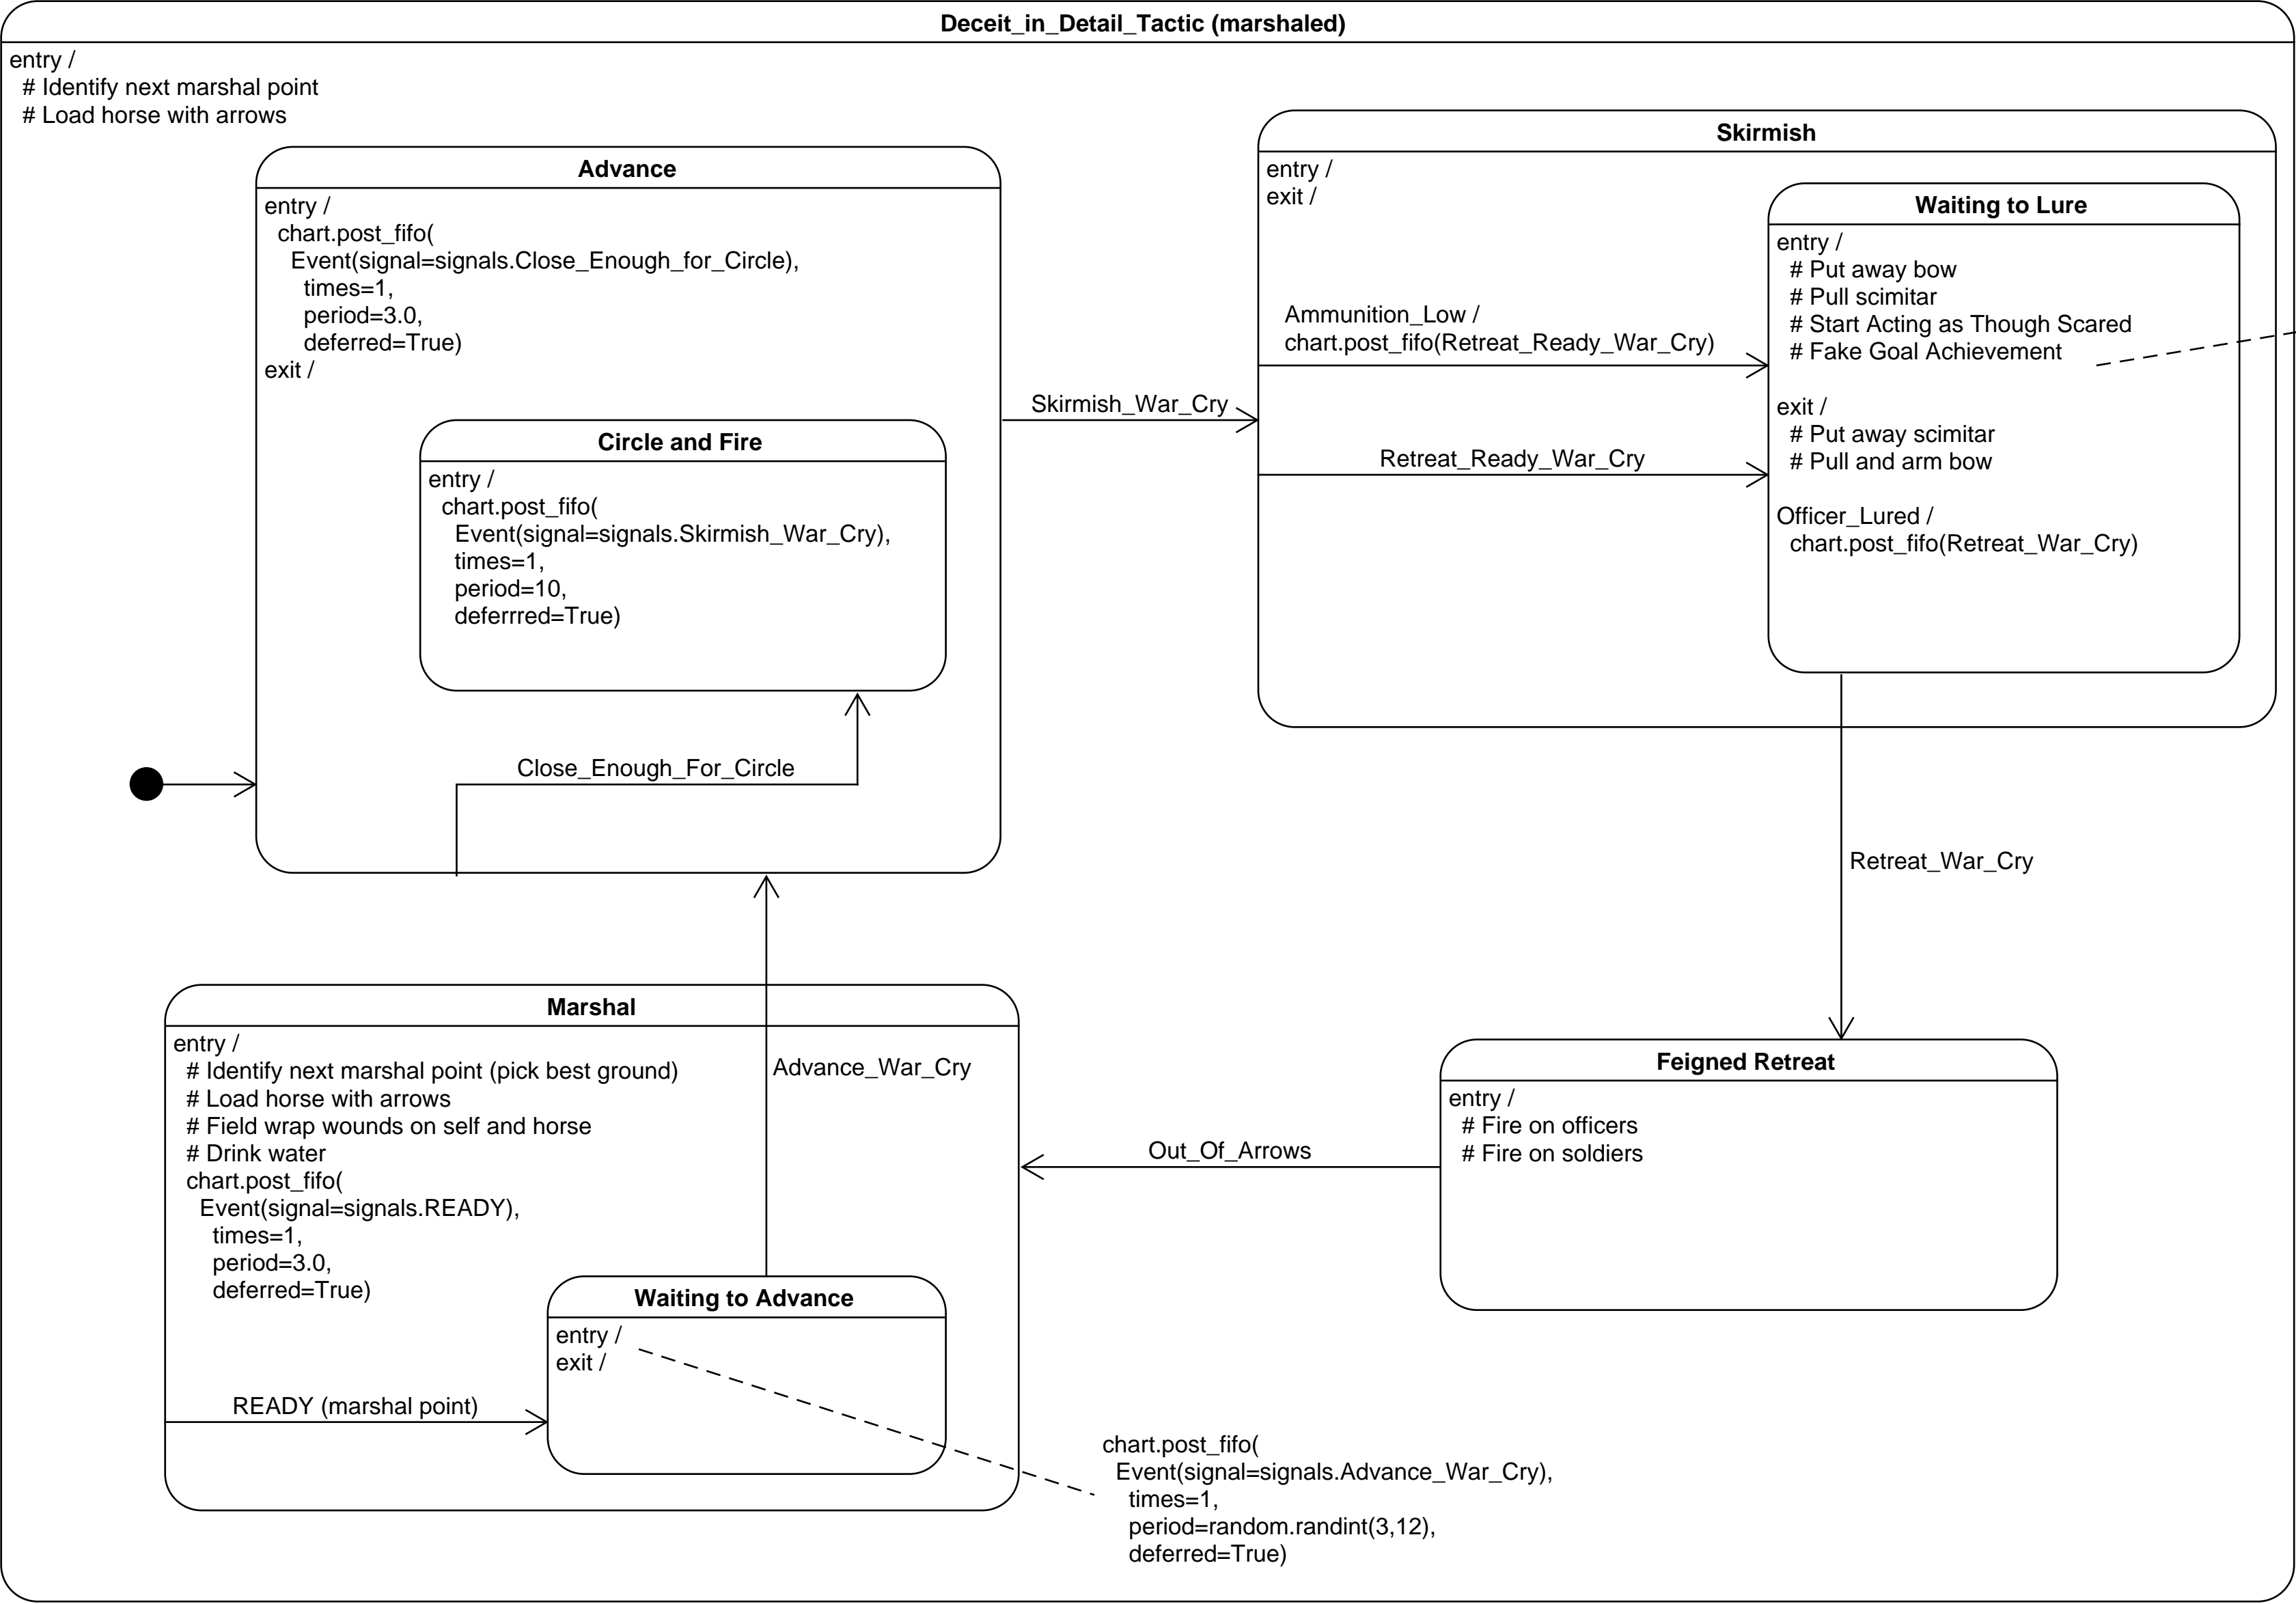 Deceit_in_Detail_Tactic (marshaled)
entry /
# Identify next marshal point
# Load horse with arrows
Advance
entry /
chart.post_fifo(
Event(signal=signals.Close_Enough_for_Circle),
times=1,
period=3.0,
deferred=True)
exit /
Circle and Fire
entry /
chart.post_fifo(
Event(signal=signals.Skirmish_War_Cry),
times=1,
period=10,
deferrred=True)
Close_Enough_For_Circle
Skirmish_War_Cry
Skirmish
entry /
exit /
Ammunition_Low /
chart.post_fifo(Retreat_Ready_War_Cry)
Retreat_Ready_War_Cry
Waiting to Lure
entry /
# Put away bow
# Pull scimitar
# Start Acting as Though Scared
# Fake Goal Achievement
exit /
# Put away scimitar
# Pull and arm bow
Officer_Lured /
chart.post_fifo(Retreat_War_Cry)
Retreat_War_Cry
Marshal
entry /
# Identify next marshal point (pick best ground)
# Load horse with arrows
# Field wrap wounds on self and horse
# Drink water
chart.post_fifo(
Event(signal=signals.READY),
times=1,
period=3.0,
deferred=True)
Advance_War_Cry
Waiting to Advance
entry /
exit /
READY (marshal point)
Out_Of_Arrows
Feigned Retreat
entry /
# Fire on officers
# Fire on soldiers
chart.post_fifo(
Event(signal=signals.Advance_War_Cry),
times=1,
period=random.randint(3,12),
deferred=True)